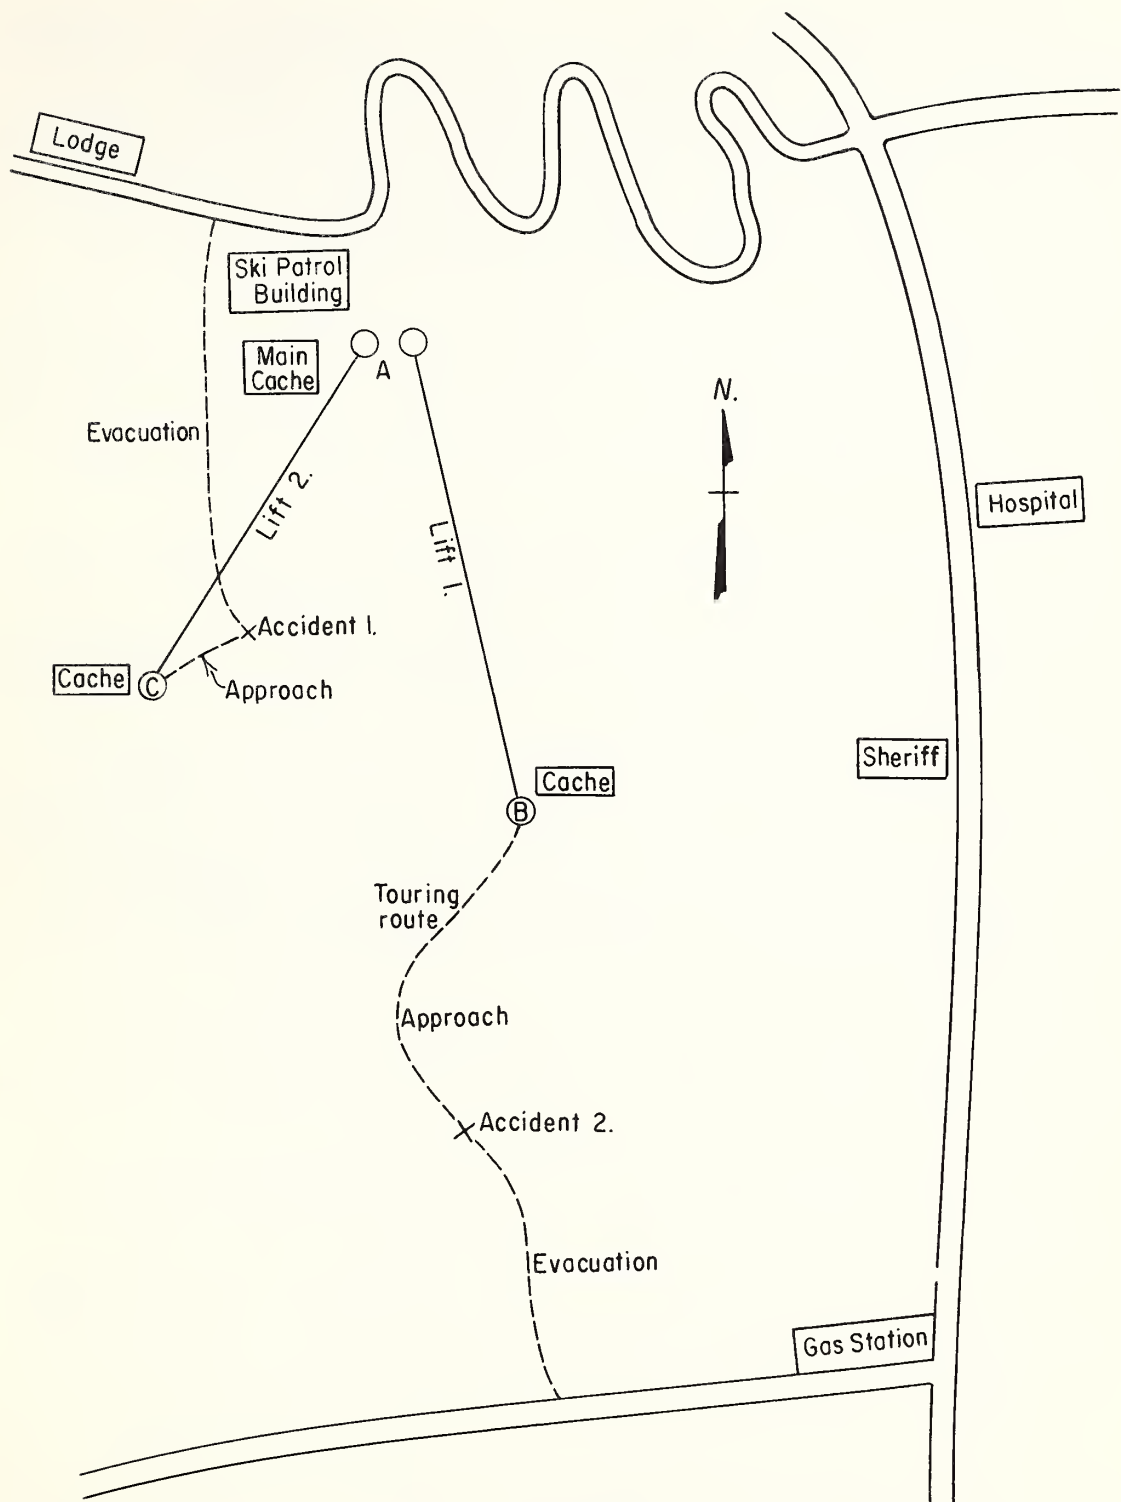 Lodge
Ski Patrol
Building
Main
Cache
A
N.
Evacuation
Lift 2.
Hospital
Lift 1.
Accident 1.
Cache
C
Approach
Sheriff
Cache
B
Touring
route
Approach
Accident 2.
Evacuation
Gas Station